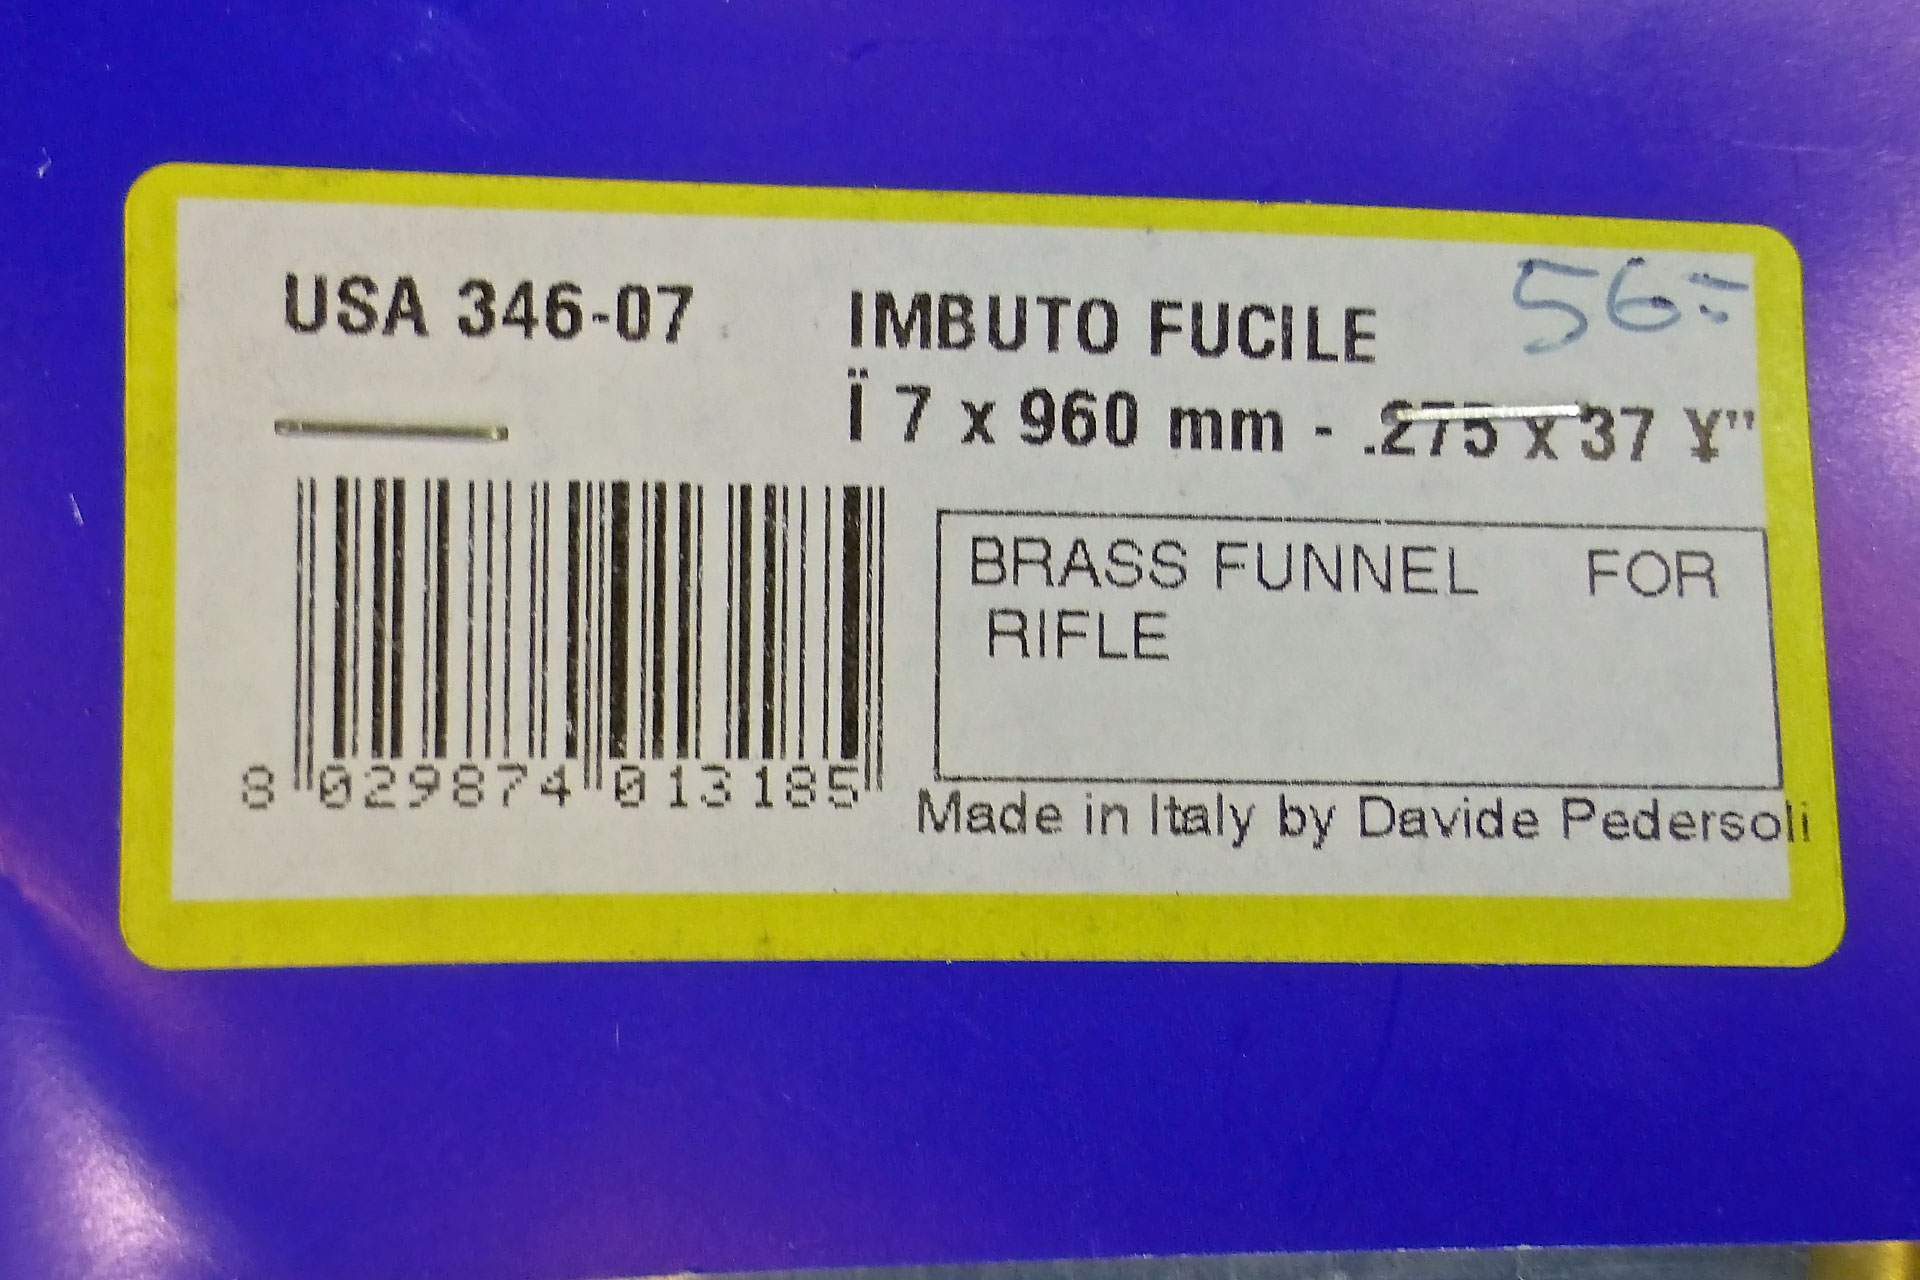 USA 346-07
IMBUTO FUCILE
56.=
Ï 7 x 960 mm - .275 x 37 ¥"
BRASS FUNNEL FOR
RIFLE
8 029874 013185
Made in Italy by Davide Pedersoli